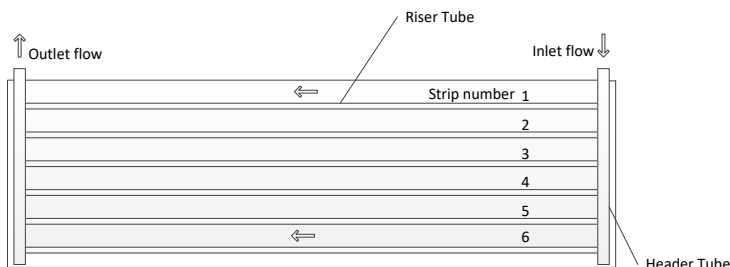 Riser Tube
Outlet flow
Inlet flow
Strip number 1
2
3
4
5
6
Header Tube